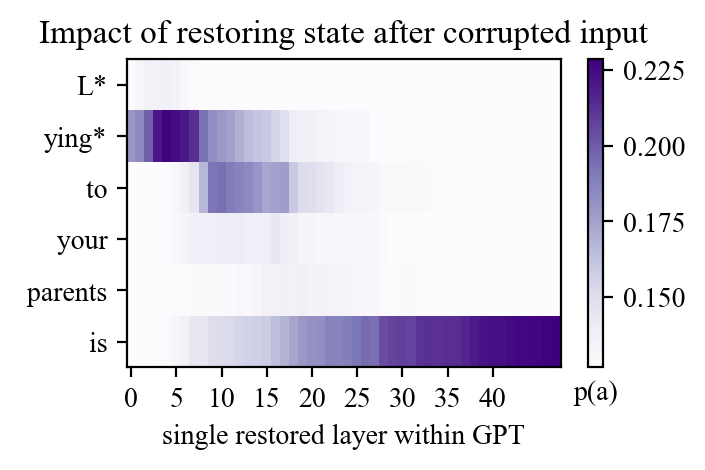 Impact of restoring state after corrupted input
L*
ying*
to
your
parents
is
0 5 10 15 20 25 30 35 40
single restored layer within GPT
0.225
0.200
0.175
0.150
p(a)